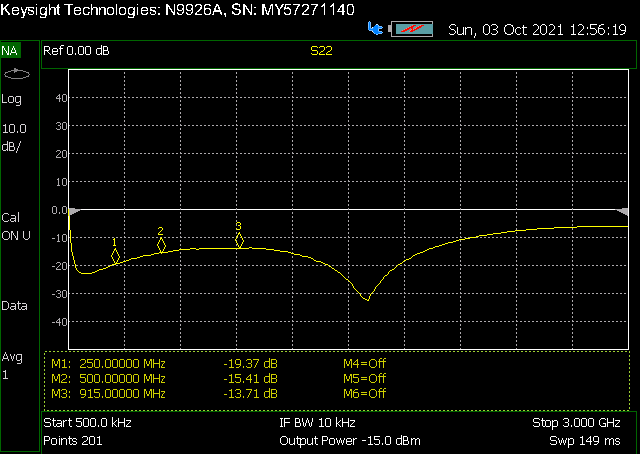 Keysight Technologies: N9926A, SN: MY57271140
Sun, 03 Oct 2021 12:56:19
NA
Ref 0.00 dB
S22
Log
10.0
dB/
Cal
ON U
Data
Avg
1
40
30
20
10
0.0
-10
-20
-30
-40
1
2
3
M1: 250.00000 MHz -19.37 dB M4=Off
M2: 500.00000 MHz -15.41 dB M5=Off
M3: 915.00000 MHz -13.71 dB M6=Off
Start 500.0 kHz IF BW 10 kHz Stop 3.000 GHz
Points 201 Output Power -15.0 dBm Swp 149 ms